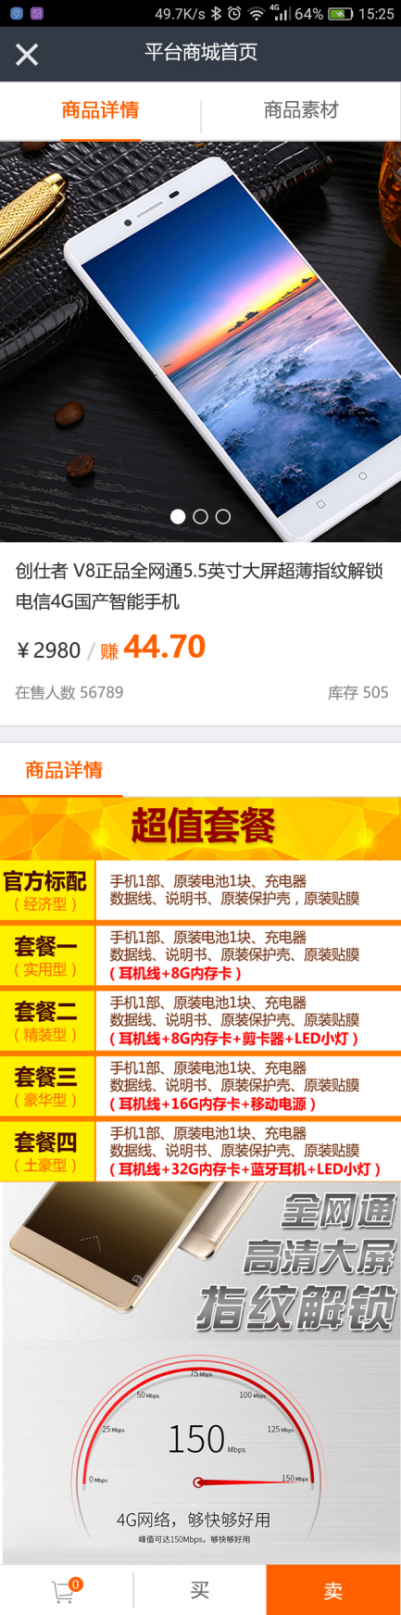 49.7K/s 4G 64% 15:25
平台商城首页
商品详情 商品素材
创仕者 V8正品全网通5.5英寸大屏超薄指纹解锁
电信4G国产智能手机
¥2980 / 赚 44.70
在售人数 56789 库存 505
商品详情
超值套餐
官方标配
（经济型）
手机1部、原装电池1块、充电器
数据线、说明书、原装保护壳，原装贴膜
套餐一
（实用型）
手机1部、原装电池1块、充电器
数据线、说明书、原装保护壳、原装贴膜
（耳机线+8G内存卡）
套餐二
（精装型）
手机1部、原装电池1块、充电器
数据线、说明书、原装保护壳、原装贴膜
（耳机线+8G内存卡+剪卡器+LED小灯）
套餐三
（豪华型）
手机1部、原装电池1块、充电器
数据线、说明书、原装保护壳、原装贴膜
（耳机线+16G内存卡+移动电源）
套餐四
（土豪型）
手机1部、原装电池1块、充电器
数据线、说明书、原装保护壳、原装贴膜
（耳机线+32G内存卡+蓝牙耳机+LED小灯）
全网通
高清大屏
指纹解锁
75 Mbps
50 Mbps 100 Mbps
25 Mbps 125 Mbps
150 Mbps
0 Mbps 150 Mbps
4G网络，够快够好用
峰值可达150Mbps，够快够好用
0 买 卖